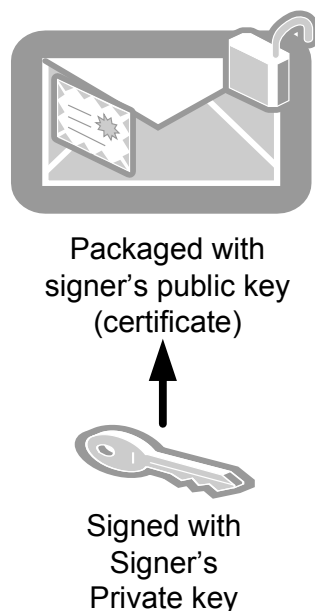 Packaged with
signer’s public key
(certificate)
Signed with
Signer’s
Private key